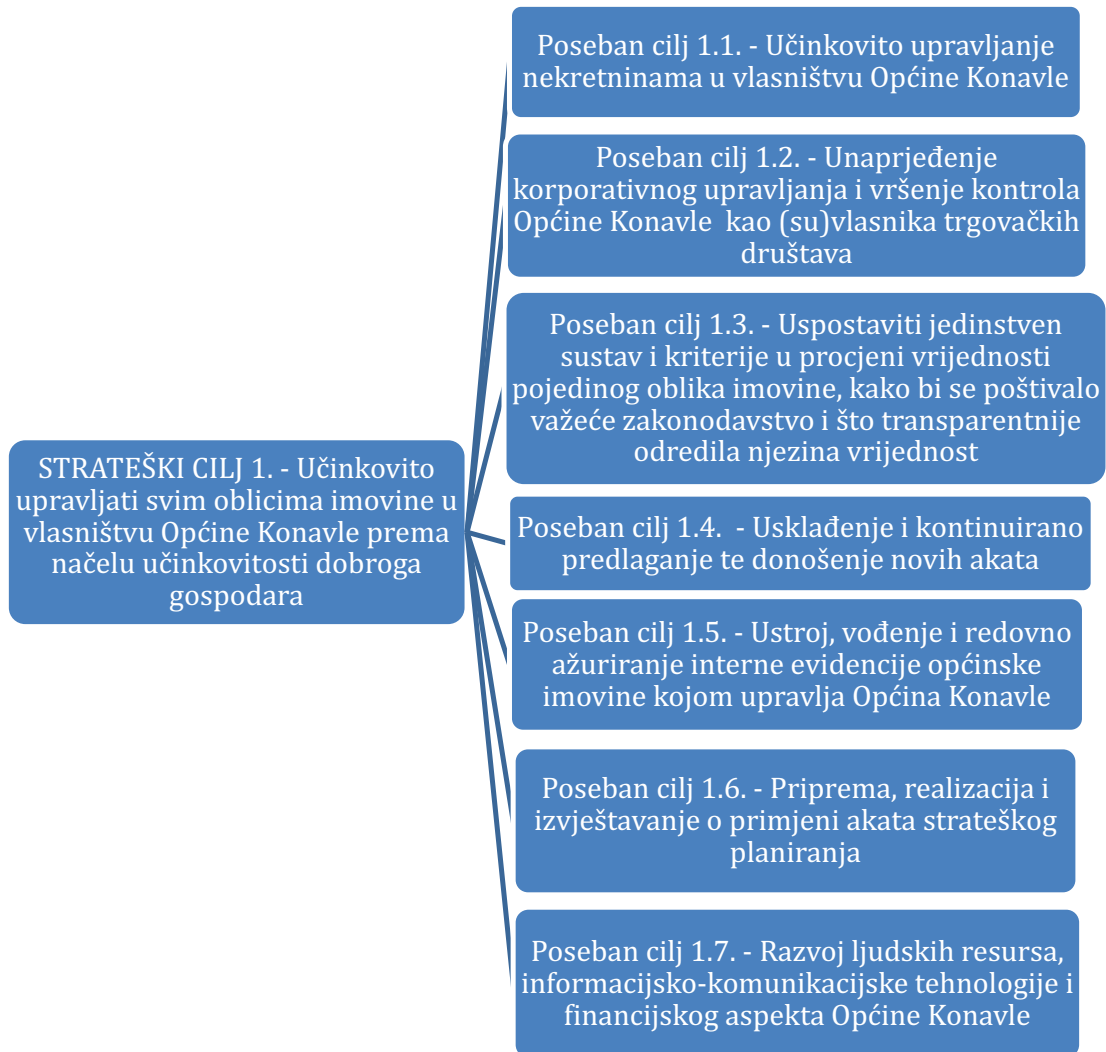 STRATEŠKI CILJ 1. - Učinkovito
upravljati svim oblicima imovine u
vlasništvu Općine Konavle prema
načelu učinkovitosti dobroga
gospodara
Poseban cilj 1.1. - Učinkovito upravljanje
nekretninama u vlasništvu Općine Konavle
Poseban cilj 1.2. - Unaprjeđenje
korporativnog upravljanja i vršenje kontrola
Općine Konavle kao (su)vlasnika trgovačkih
društava
Poseban cilj 1.3. - Uspostaviti jedinstven
sustav i kriterije u procjeni vrijednosti
pojedinog oblika imovine, kako bi se poštivalo
važeće zakonodavstvo i što transparentnije
odredila njezina vrijednost
Poseban cilj 1.4. - Usklađenje i kontinuirano
predlaganje te donošenje novih akata
Poseban cilj 1.5. - Ustroj, vođenje i redovno
ažuriranje interne evidencije općinske
imovine kojom upravlja Općina Konavle
Poseban cilj 1.6. - Priprema, realizacija i
izvještavanje o primjeni akata strateškog
planiranja
Poseban cilj 1.7. - Razvoj ljudskih resursa,
informacijsko-komunikacijske tehnologije i
financijskog aspekta Općine Konavle